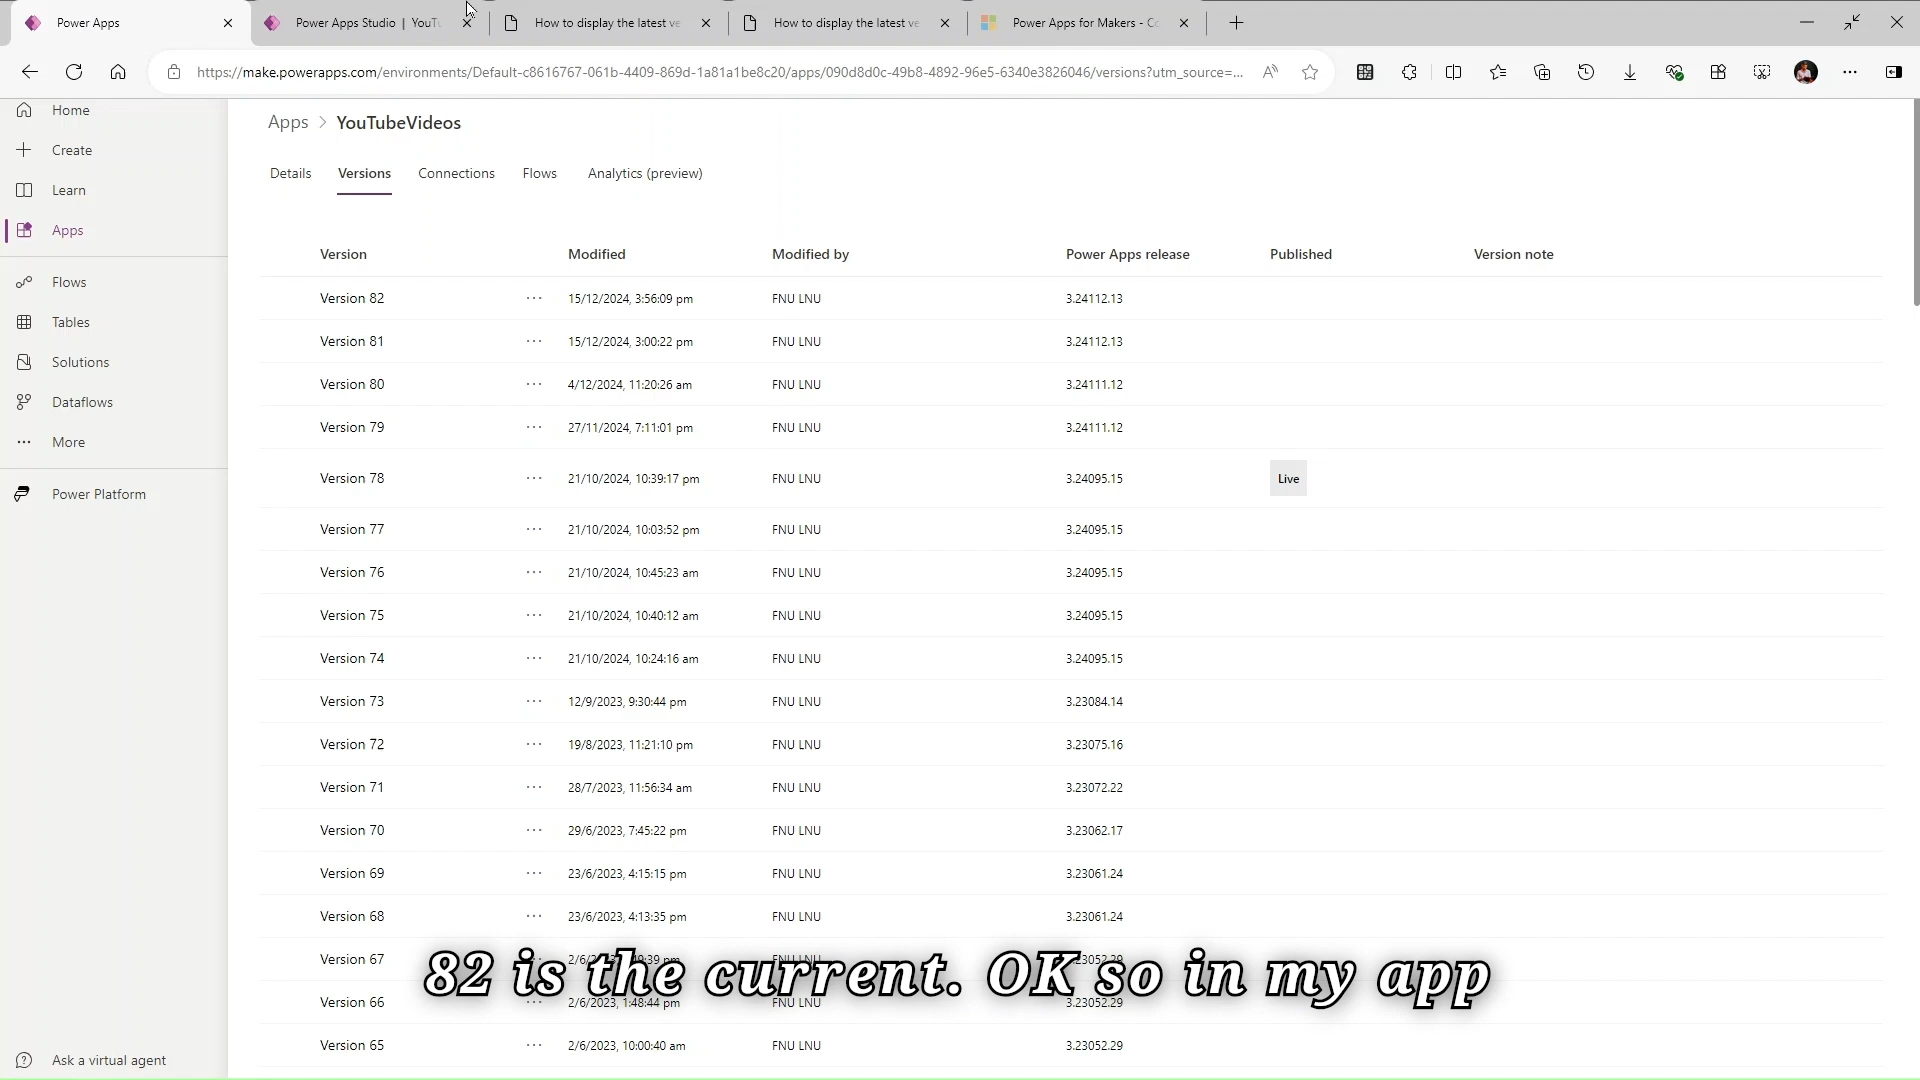 Power Apps
Power Apps Studio | YouTu
How to display the latest ve
How to display the latest ve
Power Apps for Makers - Co
https://make.powerapps.com/environments/Default-c8616767-061b-4409-869d-1a81a1be8c20/apps/090d8d0c-49b8-4892-96e5-6340e3826046/versions?utm_source=...
Home
Create
Learn
Apps
Flows
Tables
Solutions
Dataflows
More
Power Platform
Ask a virtual agent
Apps > YouTubeVideos
Details Versions Connections Flows Analytics (preview)
Version Modified Modified by Power Apps release Published Version note
Version 82 ... 15/12/2024, 3:56:09 pm FNU LNU 3.24112.13
Version 81 ... 15/12/2024, 3:00:22 pm FNU LNU 3.24112.13
Version 80 ... 4/12/2024, 11:20:26 am FNU LNU 3.24111.12
Version 79 ... 27/11/2024, 7:11:01 pm FNU LNU 3.24111.12
Version 78 ... 21/10/2024, 10:39:17 pm FNU LNU 3.24095.15 Live
Version 77 ... 21/10/2024, 10:03:52 pm FNU LNU 3.24095.15
Version 76 ... 21/10/2024, 10:45:23 am FNU LNU 3.24095.15
Version 75 ... 21/10/2024, 10:40:12 am FNU LNU 3.24095.15
Version 74 ... 21/10/2024, 10:24:16 am FNU LNU 3.24095.15
Version 73 ... 12/9/2023, 9:30:44 pm FNU LNU 3.23084.14
Version 72 ... 19/8/2023, 11:21:10 pm FNU LNU 3.23075.16
Version 71 ... 28/7/2023, 11:56:34 am FNU LNU 3.23072.22
Version 70 ... 29/6/2023, 7:45:22 pm FNU LNU 3.23062.17
Version 69 ... 23/6/2023, 4:15:15 pm FNU LNU 3.23061.24
Version 68 ... 23/6/2023, 4:13:35 pm FNU LNU 3.23061.24
Version 67
82 is the current. OK so in my app
Version 66 ... 2/6/2023, 1:48:44 pm FNU LNU 3.23052.29
Version 65 ... 2/6/2023, 10:00:40 am FNU LNU 3.23052.29